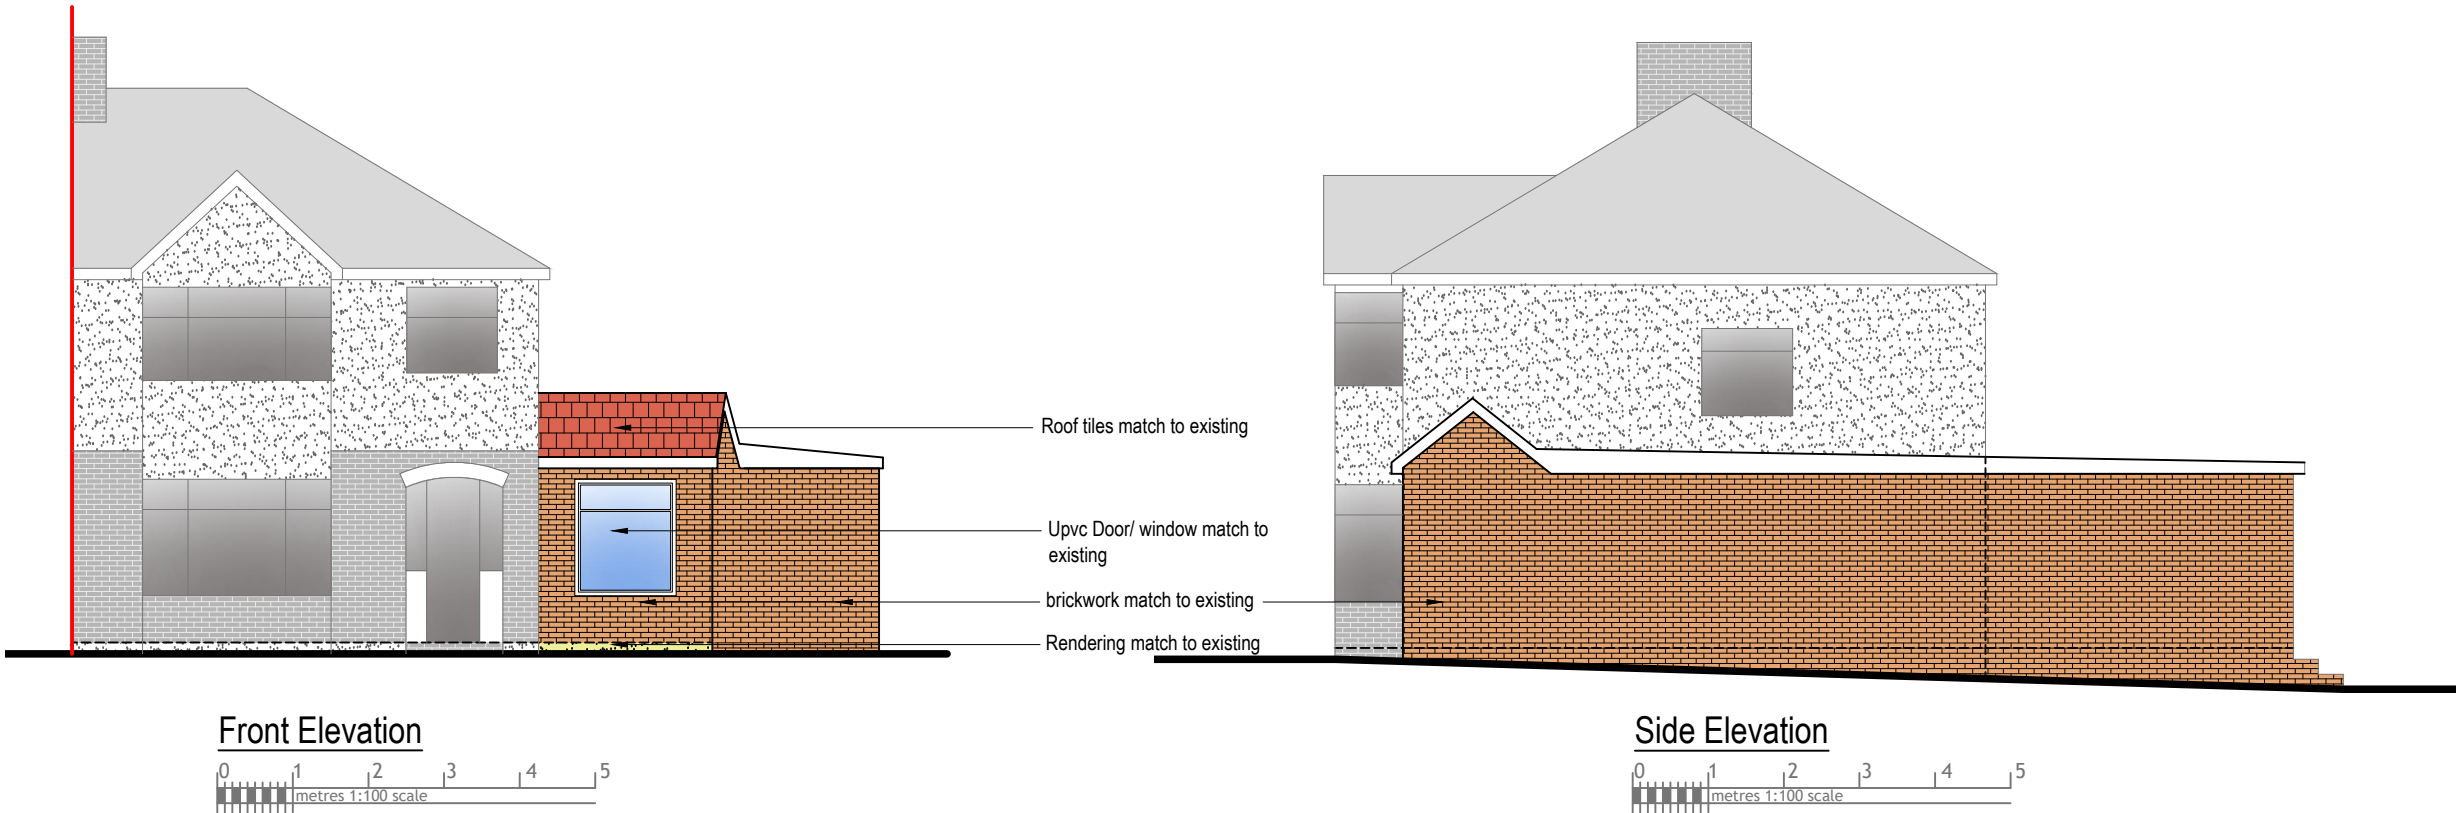 Roof tiles match to existing
Upvc Door/ window match to
existing
brickwork match to existing
Rendering match to existing
Front Elevation
0 1 2 3 4 5
metres 1:100 scale
Side Elevation
0 1 2 3 4 5
metres 1:100 scale